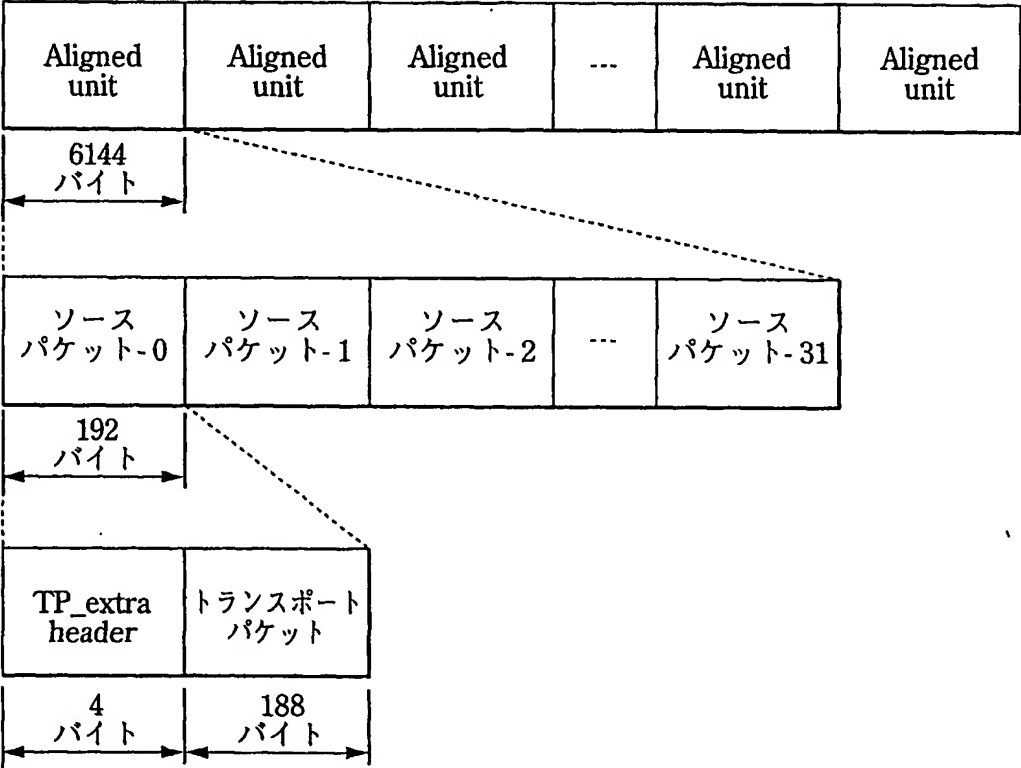 Aligned
unit
Aligned
unit
Aligned
unit
---
Aligned
unit
Aligned
unit
6144
バイト
ソース
パケット-0
ソース
パケット-1
ソース
パケット-2
---
ソース
パケット-31
192
バイト
TP_extra
header
トランスポート
パケット
4
バイト
188
バイト